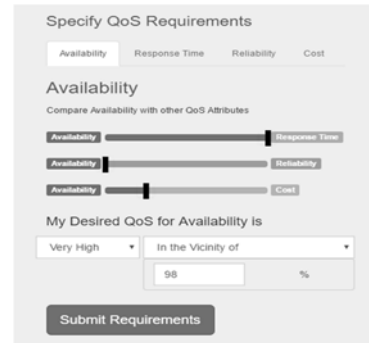 Specify QoS Requirements
Availability Response Time Reliability Cost
Availability
Compare Availability with other QoS Attributes
Availability Response Time
Availability Reliability
Availability Cost
My Desired QoS for Availability is
Very High In the Vicinity of
98 %
Submit Requirements